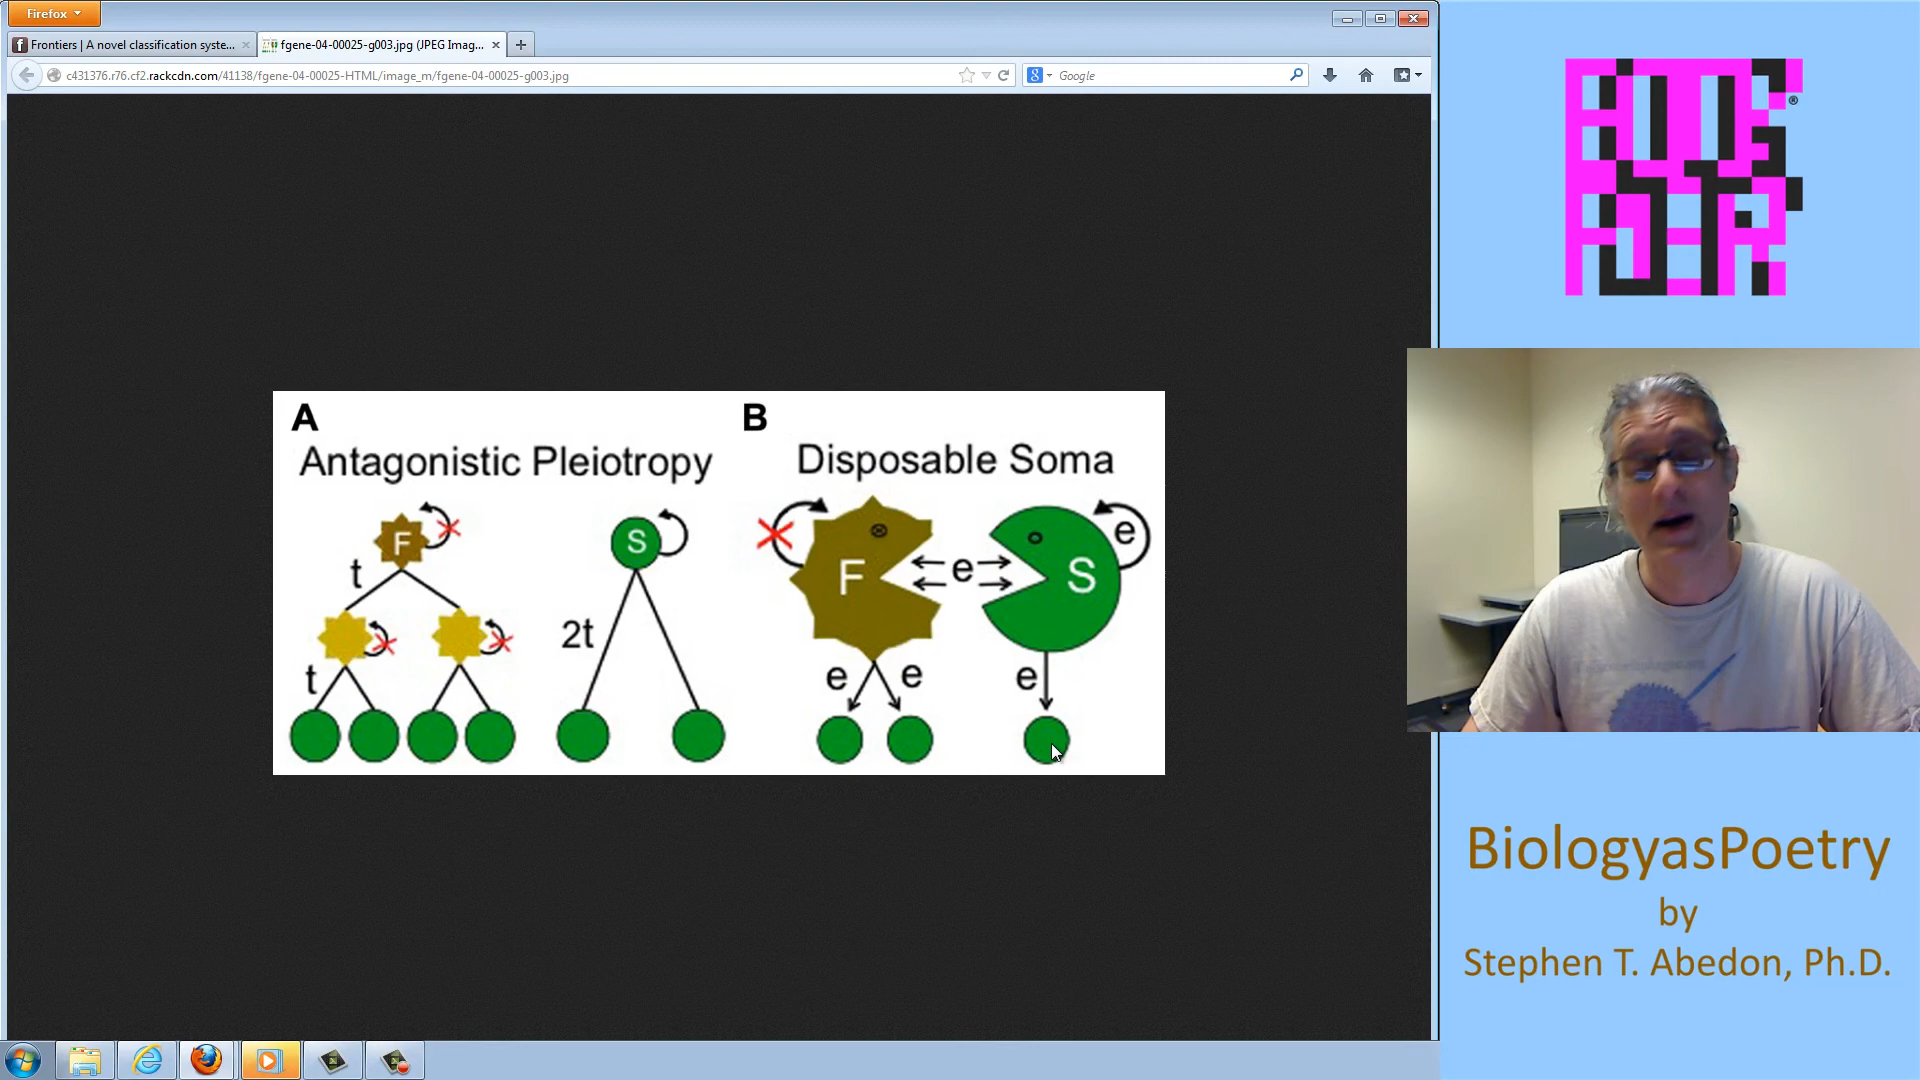 Firefox
Frontiers | A novel classification syste...
fgene-04-00025-g003.jpg (JPEG Imag...
c431376.r76.cf2.rackcdn.com/41138/fgene-04-00025-HTML/image_m/fgene-04-00025-g003.jpg
Google
A
Antagonistic Pleiotropy
F
t
t
S
2t
B
Disposable Soma
F
e
S
e
e
e
e
BiologyasPoetry
by
Stephen T. Abedon, Ph.D.